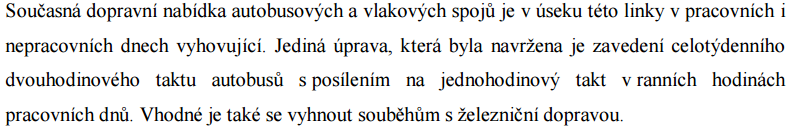 Současná dopravní nabídka autobusových a vlakových spojů je v úseku této linky v pracovních i
nepracovních dnech vyhovující. Jediná úprava, která byla navržena je zavedení celotýdenního
dvouhodinového taktu autobusů s posílením na jednohodinový takt v ranních hodinách
pracovních dnů. Vhodné je také se vyhnout souběhům s železniční dopravou.